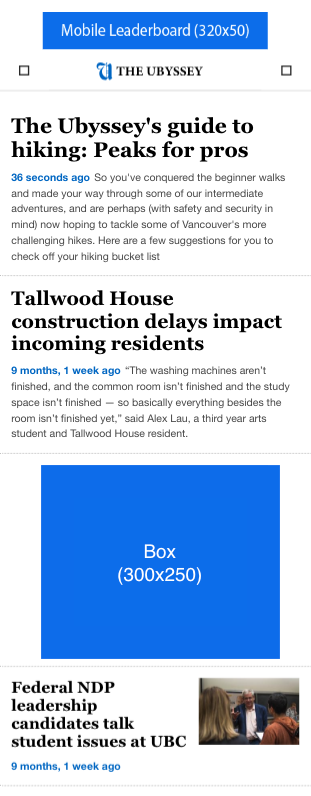 Mobile Leaderboard (320x50)
THE UBYSSEY
The Ubyssey's guide to
hiking: Peaks for pros
36 seconds ago So you've conquered the beginner walks
and made your way through some of our intermediate
adventures, and are perhaps (with safety and security in
mind) now hoping to tackle some of Vancouver's more
challenging hikes. Here are a few suggestions for you to
check off your hiking bucket list
Tallwood House
construction delays impact
incoming residents
9 months, 1 week ago “The washing machines aren’t
finished, and the common room isn’t finished and the study
space isn’t finished — so basically everything besides the
room isn’t finished yet,” said Alex Lau, a third year arts
student and Tallwood House resident.
Box
(300x250)
Federal NDP
leadership
candidates talk
student issues at UBC
9 months, 1 week ago